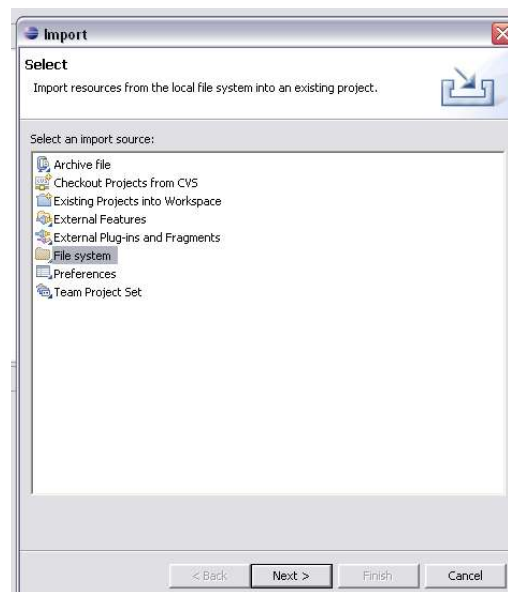 Import
Select
Import resources from the local file system into an existing project.
Select an import source:
Archive file
Checkout Projects from CVS
Existing Projects into Workspace
External Features
External Plug-ins and Fragments
File system
Preferences
Team Project Set
< Back Next > Finish Cancel